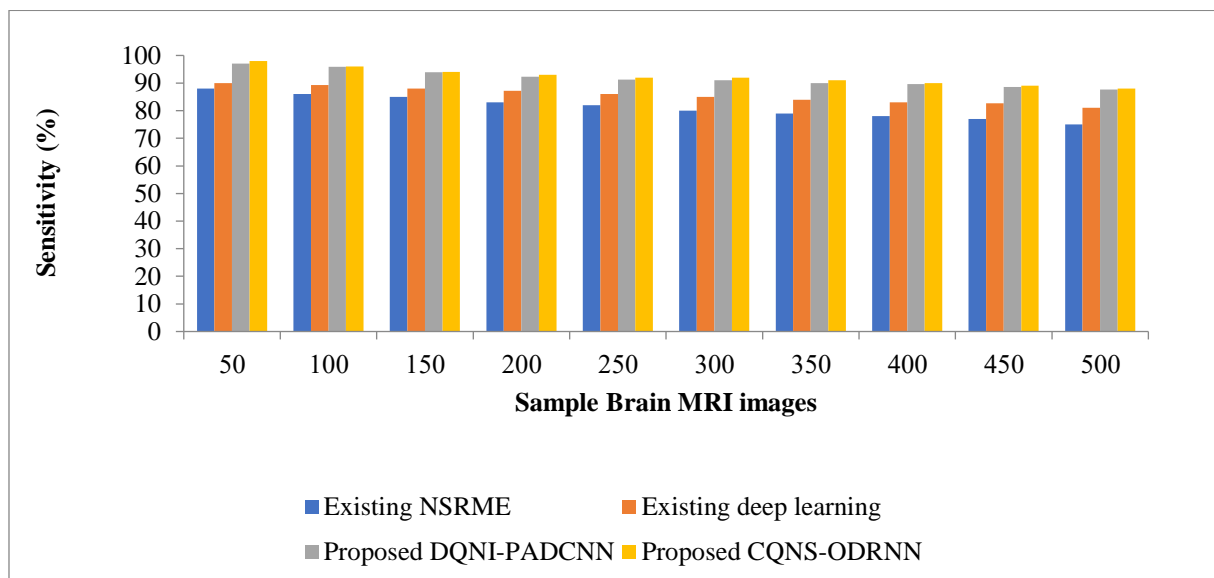 Sensitivity (%)
100
90
80
70
60
50
40
30
20
10
0
50 100 150 200 250 300 350 400 450 500
Sample Brain MRI images
Existing NSRME Existing deep learning
Proposed DQNI-PADCNN Proposed CQNS-ODRNN